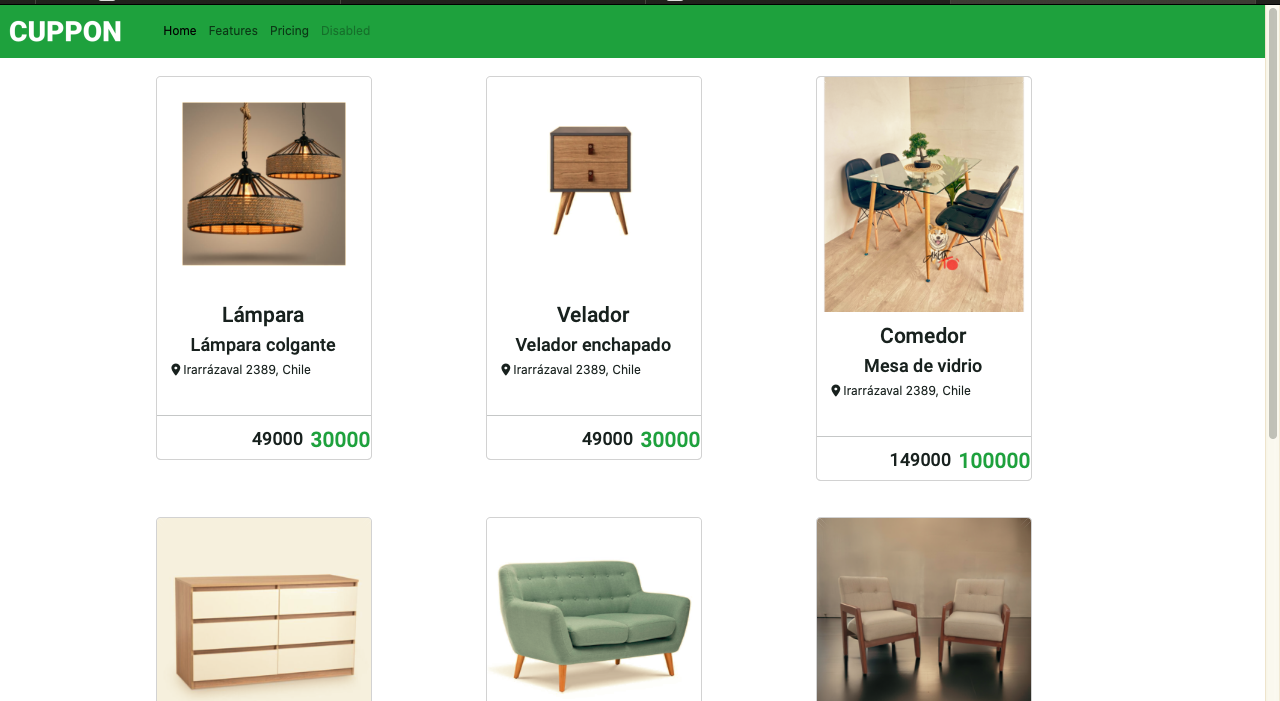 CUPPON
Home Features Pricing Disabled
Lámpara
Lámpara colgante
Irarrázaval 2389, Chile
49000 30000
Velador
Velador enchapado
Irarrázaval 2389, Chile
49000 30000
Comedor
Mesa de vidrio
Irarrázaval 2389, Chile
149000 100000